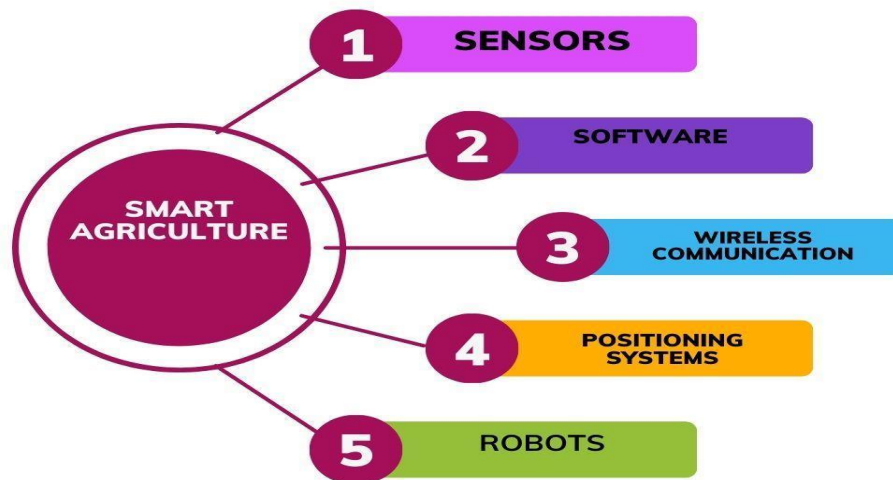 1
SENSORS
2
SOFTWARE
SMART
AGRICULTURE
3
WIRELESS
COMMUNICATION
4
POSITIONING
SYSTEMS
5
ROBOTS